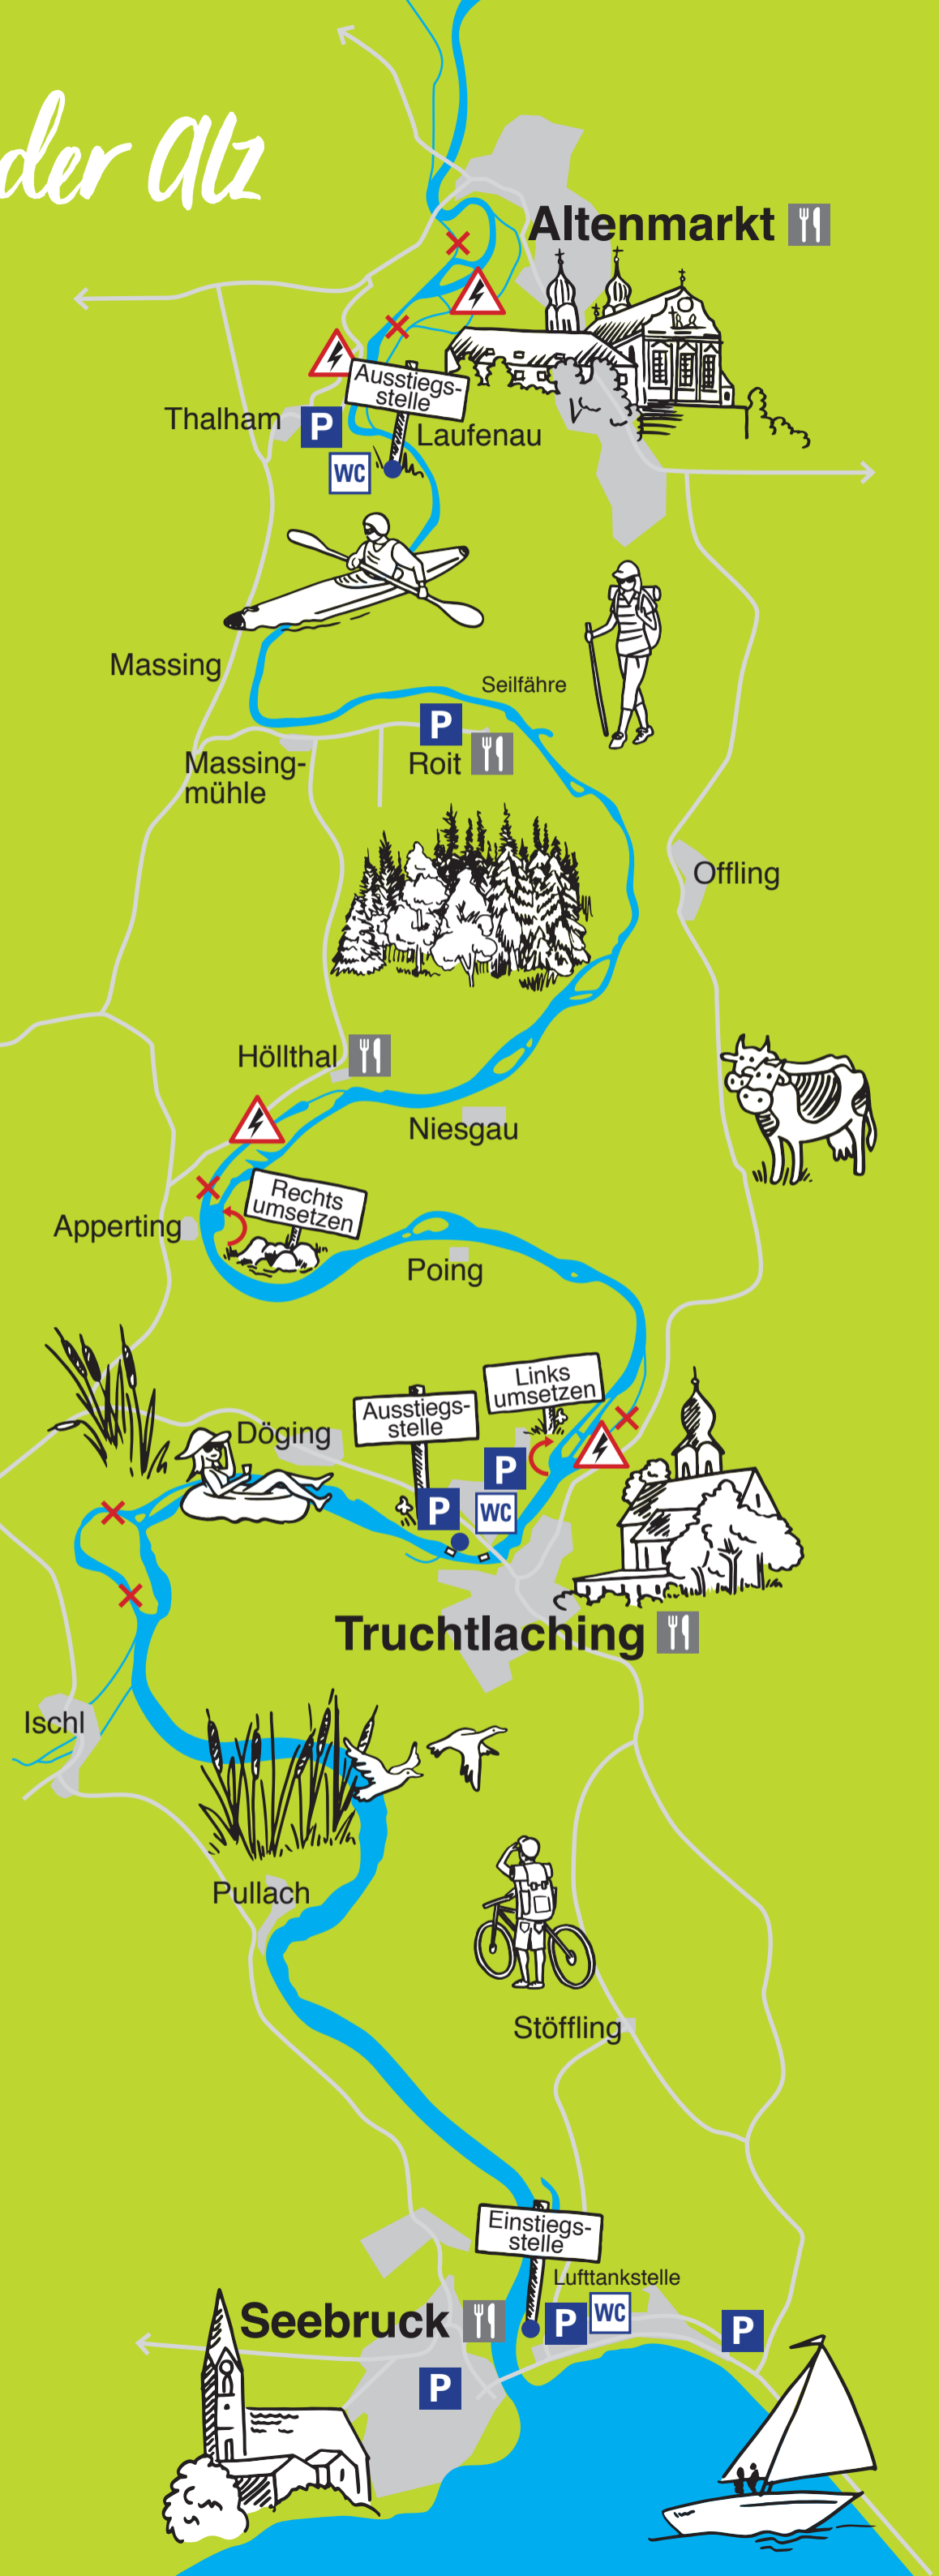 der Alz
Altenmarkt
Ausstiegs-
stelle
Thalham
P
Laufenau
WC
Massing
Seilfähre
P
Roit
Massing-
mühle
Offling
Höllthal
Niesgau
Rechts
umsetzen
Apperting
Poing
Links
umsetzen
Ausstiegs-
stelle
Döging
P
P
WC
Truchtlaching
Ischl
Pullach
Stöffling
Einstiegs-
stelle
Lufttankstelle
Seebruck
P
WC
P
P